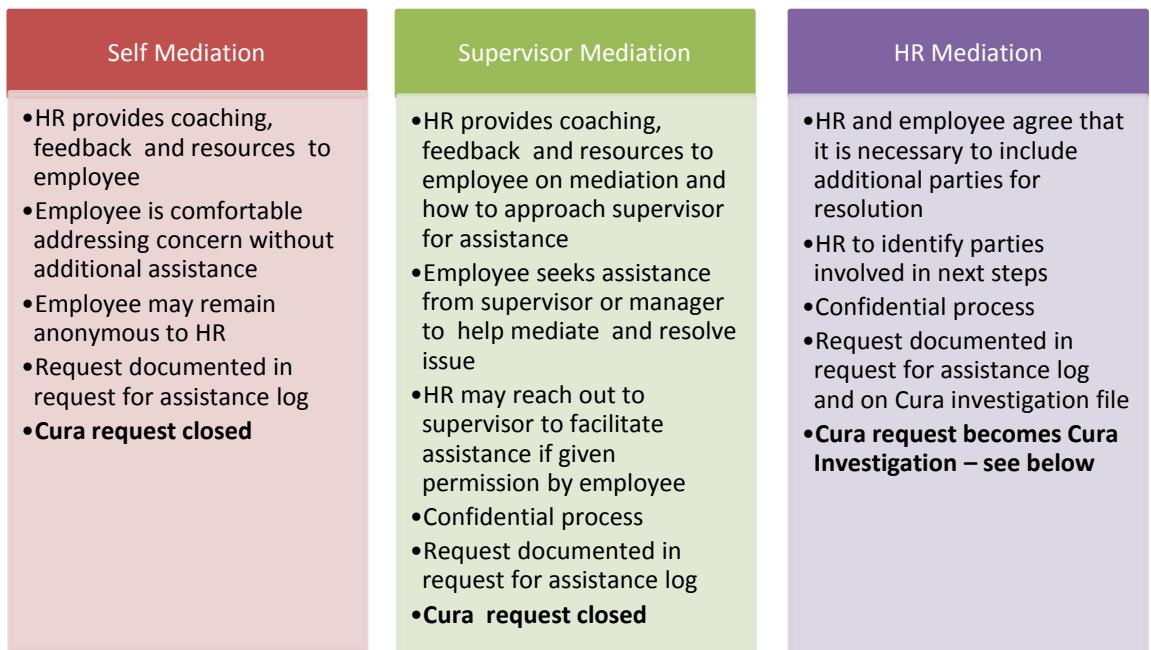 Self Mediation
•HR provides coaching,
feedback and resources to
employee
•Employee is comfortable
addressing concern without
additional assistance
•Employee may remain
anonymous to HR
•Request documented in
request for assistance log
•Cura request closed
Supervisor Mediation
•HR provides coaching,
feedback and resources to
employee on mediation and
how to approach supervisor
for assistance
•Employee seeks assistance
from supervisor or manager
to help mediate and resolve
issue
•HR may reach out to
supervisor to facilitate
assistance if given
permission by employee
•Confidential process
•Request documented in
request for assistance log
•Cura request closed
HR Mediation
•HR and employee agree that
it is necessary to include
additional parties for
resolution
•HR to identify parties
involved in next steps
•Confidential process
•Request documented in
request for assistance log
and on Cura investigation file
•Cura request becomes Cura
Investigation – see below